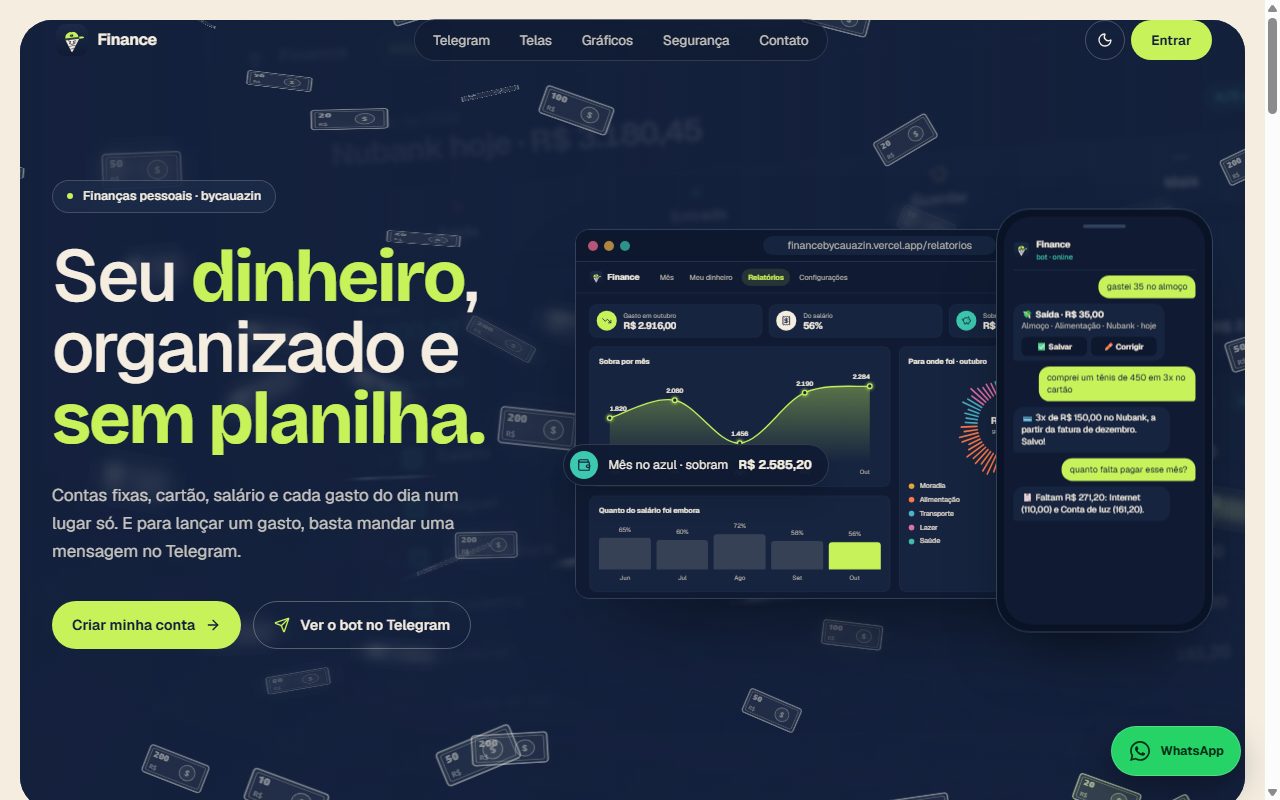 Finance
Telegram Telas Gráficos Segurança Contato
Entrar
Nubank hoje · R$ 3.180,45
Finanças pessoais · bycauazin
Seu dinheiro,
organizado e
sem planilha.
Contas fixas, cartão, salário e cada gasto do dia num
lugar só. E para lançar um gasto, basta mandar uma
mensagem no Telegram.
Criar minha conta
Ver o bot no Telegram
financebycauazin.vercel.app/relatorios
Finance Mês Meu dinheiro Relatórios Configurações
Gasto em outubro
R$ 2.916,00
Do salário
56%
Sobra por mês
1.820
2.080
1.456
2.190
2.284
Out
Para onde foi · outubro
Moradia
Alimentação
Transporte
Lazer
Saúde
Mês no azul · sobram R$ 2.585,20
Quanto do salário foi embora
65% 60% 72% 58% 56%
Jun Jul Ago Set Out
Finance
bot · online
gastei 35 no almoço
Saída · R$ 35,00
Almoço · Alimentação · Nubank · hoje
Salvar Corrigir
comprei um tênis de 450 em 3x no
cartão
3x de R$ 150,00 no Nubank, a
partir da fatura de dezembro.
Salvo!
quanto falta pagar esse mês?
Faltam R$ 271,20: Internet
(110,00) e Conta de luz (161,20).
WhatsApp